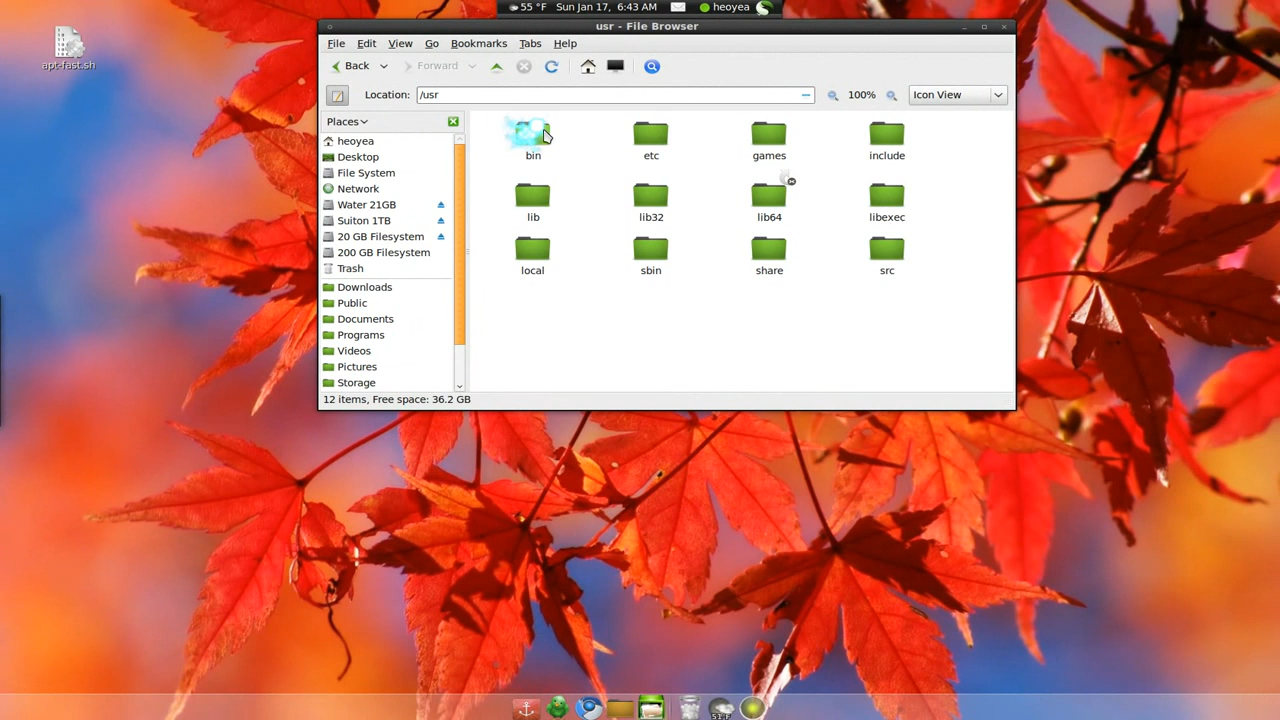 55 °F Sun Jan 17, 6:43 AM heoyea
apt-fast.sh
usr - File Browser
File Edit View Go Bookmarks Tabs Help
Back Forward
Location: /usr 100% Icon View
Places
heoyea
Desktop
File System
Network
Water 21GB
Suiton 1TB
20 GB Filesystem
200 GB Filesystem
Trash
Downloads
Public
Documents
Programs
Videos
Pictures
Storage
bin etc games include
lib lib32 lib64 libexec
local sbin share src
12 items, Free space: 36.2 GB
51°F